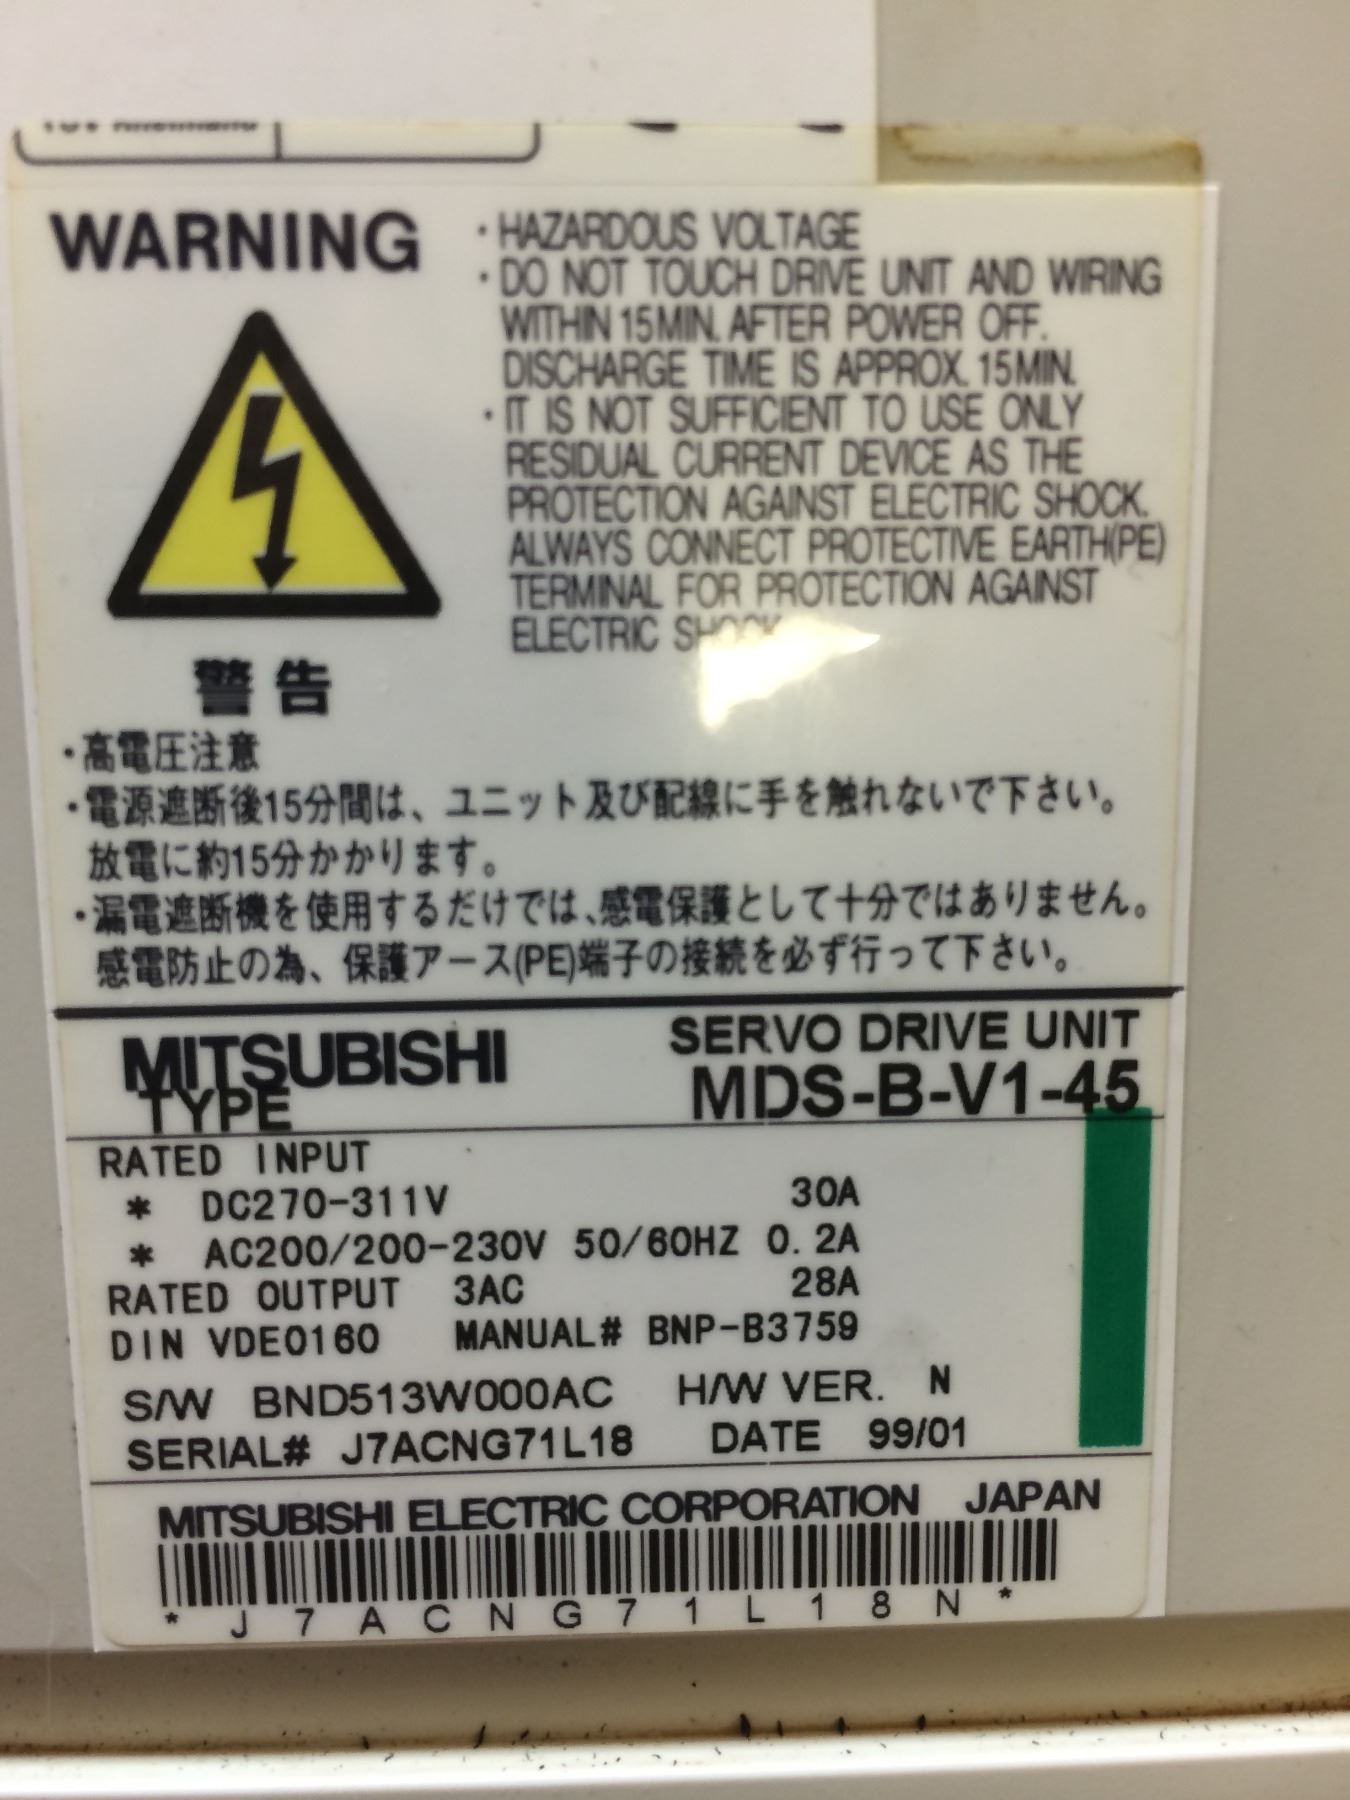 WARNING
・HAZARDOUS VOLTAGE
・DO NOT TOUCH DRIVE UNIT AND WIRING
WITHIN 15MIN. AFTER POWER OFF.
DISCHARGE TIME IS APPROX. 15MIN.
・IT IS NOT SUFFICIENT TO USE ONLY
RESIDUAL CURRENT DEVICE AS THE
PROTECTION AGAINST ELECTRIC SHOCK.
ALWAYS CONNECT PROTECTIVE EARTH(PE)
TERMINAL FOR PROTECTION AGAINST
ELECTRIC SHOCK
警告
・高電圧注意
・電源遮断後15分間は、ユニット及び配線に手を触れないで下さい。
放電に約15分かかります。
・漏電遮断機を使用するだけでは、感電保護として十分ではありません。
感電防止の為、保護アース(PE)端子の接続を必ず行って下さい。
MITSUBISHI SERVO DRIVE UNIT
TYPE MDS-B-V1-45
RATED INPUT
* DC270-311V 30A
* AC200/200-230V 50/60HZ 0.2A
RATED OUTPUT 3AC 28A
DIN VDE0160 MANUAL# BNP-B3759
S/W BND513W000AC H/W VER. N
SERIAL# J7ACNG71L18 DATE 99/01
MITSUBISHI ELECTRIC CORPORATION JAPAN
* J 7 A C N G 7 1 L 1 8 N *